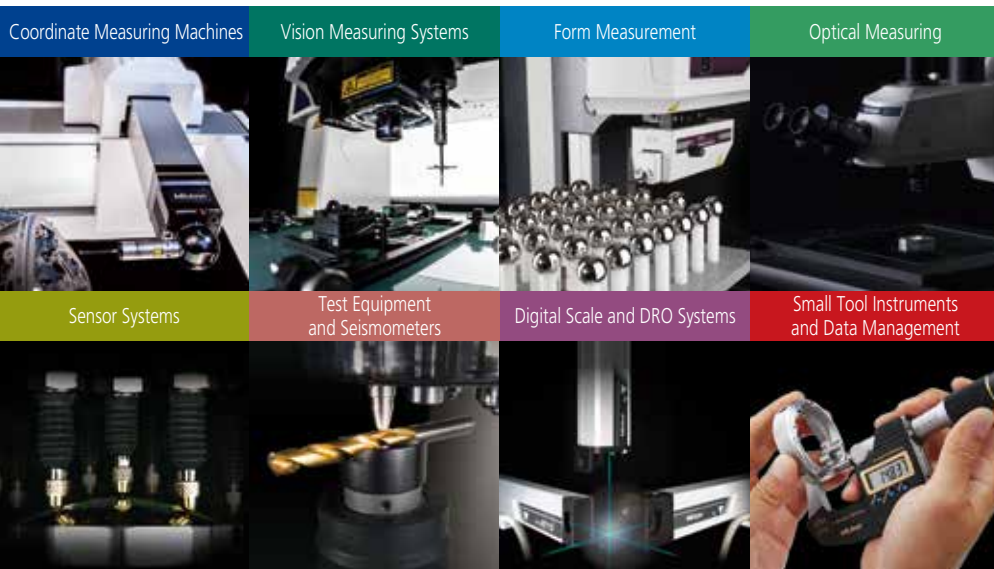 Coordinate Measuring Machines
Vision Measuring Systems
Form Measurement
Optical Measuring
Sensor Systems
Test Equipment
and Seismometers
Digital Scale and DRO Systems
Small Tool Instruments
and Data Management
Mitutoyo